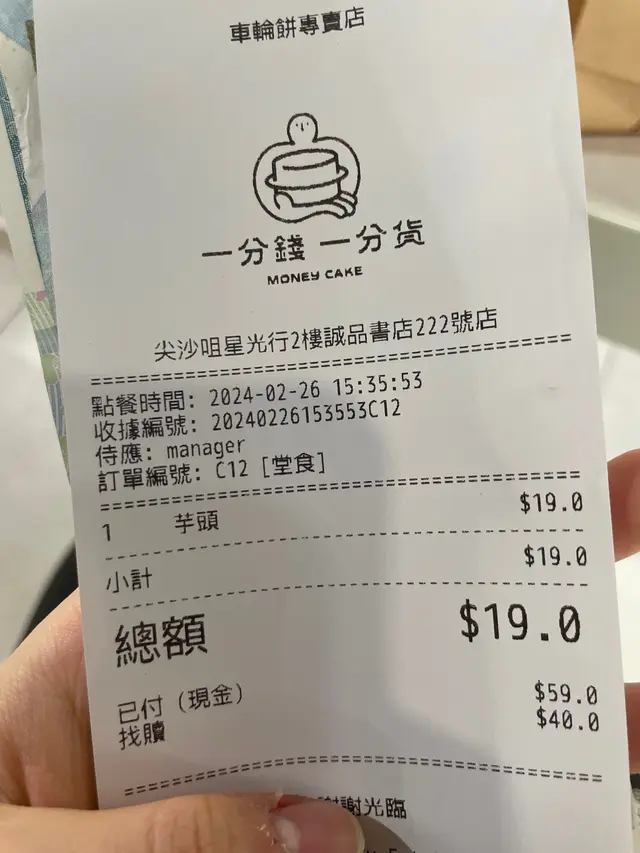 車輪餅專賣店
一分錢 一分貨
MONEY CAKE
尖沙咀星光行2樓誠品書店222號店
點餐時間: 2024-02-26 15:35:53
收據編號: 20240226153553C12
侍應: manager
訂單編號: C12 [堂食]
1 芋頭 $19.0
小計 $19.0
總額 $19.0
已付 (現金) $59.0
找贖 $40.0
謝光臨